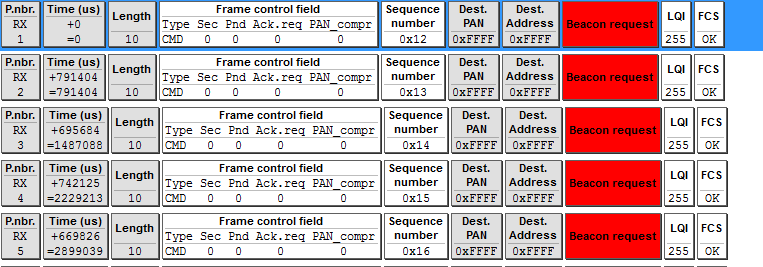 P.nbr. Time (us) Length Frame control field Sequence Dest. Dest. Beacon request LQI FCS
RX +0 Type Sec Pnd Ack.req PAN_compr number PAN Address
1 =0 10 CMD 0 0 0 0 0x12 0xFFFF 0xFFFF 255 OK
P.nbr. Time (us) Length Frame control field Sequence Dest. Dest. Beacon request LQI FCS
RX +791404 Type Sec Pnd Ack.req PAN_compr number PAN Address
2 =791404 10 CMD 0 0 0 0 0x13 0xFFFF 0xFFFF 255 OK
P.nbr. Time (us) Length Frame control field Sequence Dest. Dest. Beacon request LQI FCS
RX +695684 Type Sec Pnd Ack.req PAN_compr number PAN Address
3 =1487088 10 CMD 0 0 0 0 0x14 0xFFFF 0xFFFF 255 OK
P.nbr. Time (us) Length Frame control field Sequence Dest. Dest. Beacon request LQI FCS
RX +742125 Type Sec Pnd Ack.req PAN_compr number PAN Address
4 =2229213 10 CMD 0 0 0 0 0x15 0xFFFF 0xFFFF 255 OK
P.nbr. Time (us) Length Frame control field Sequence Dest. Dest. Beacon request LQI FCS
RX +669826 Type Sec Pnd Ack.req PAN_compr number PAN Address
5 =2899039 10 CMD 0 0 0 0 0x16 0xFFFF 0xFFFF 255 OK